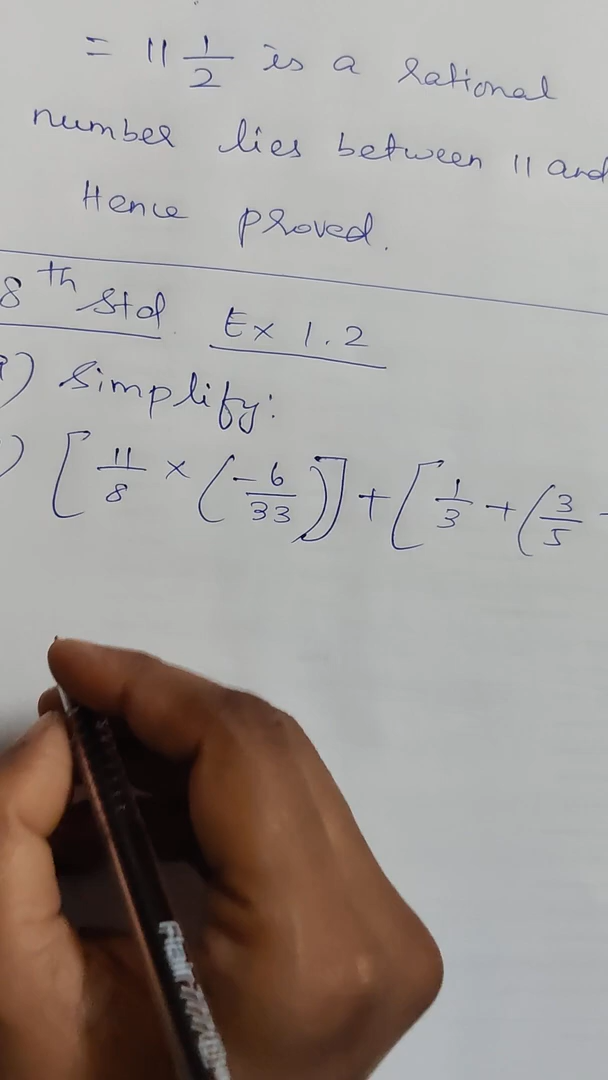 = 11 1/2 is a rational
number lies between 11 and
Hence proved.
8th Std Ex 1.2
) Simplify:
) [11/8 × (-6/33)] + [1/3 + (3/5
Hair